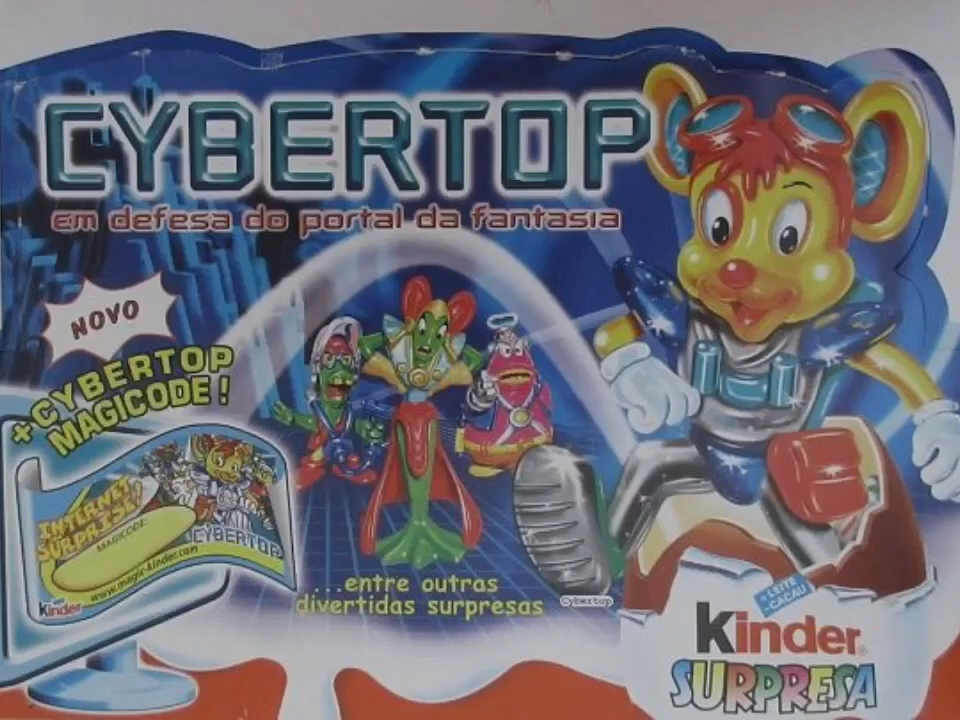 CYBERTOP
em defesa do portal da fantasia
NOVO
+ CYBERTOP
MAGICODE!
INTERNET
SURPRISE!
MAGICODE:
CYBERTOP
www.magic-kinder.com
Kinder
...entre outras
divertidas surpresas
Cybertop
+ LEITE
- CACAU
Kinder
SURPRESA